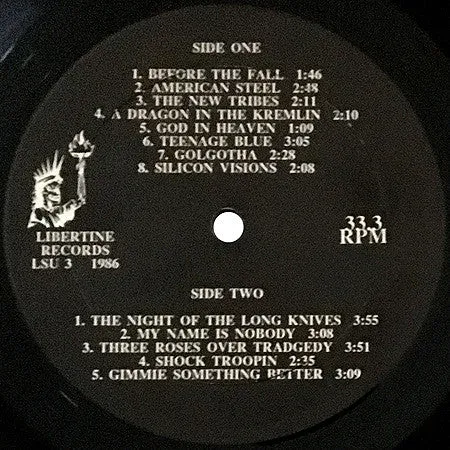 SIDE ONE
1. BEFORE THE FALL 1:46
2. AMERICAN STEEL 2:48
3. THE NEW TRIBES 2:11
4. A DRAGON IN THE KREMLIN 2:10
5. GOD IN HEAVEN 1:09
6. TEENAGE BLUE 3:05
7. GOLGOTHA 2:28
8. SILICON VISIONS 2:08
LIBERTINE
RECORDS
LSU 3 1986
33.3
RPM
SIDE TWO
1. THE NIGHT OF THE LONG KNIVES 3:55
2. MY NAME IS NOBODY 3:08
3. THREE ROSES OVER TRADGEDY 3:51
4. SHOCK TROOPIN 2:35
5. GIMMIE SOMETHING BETTER 3:09